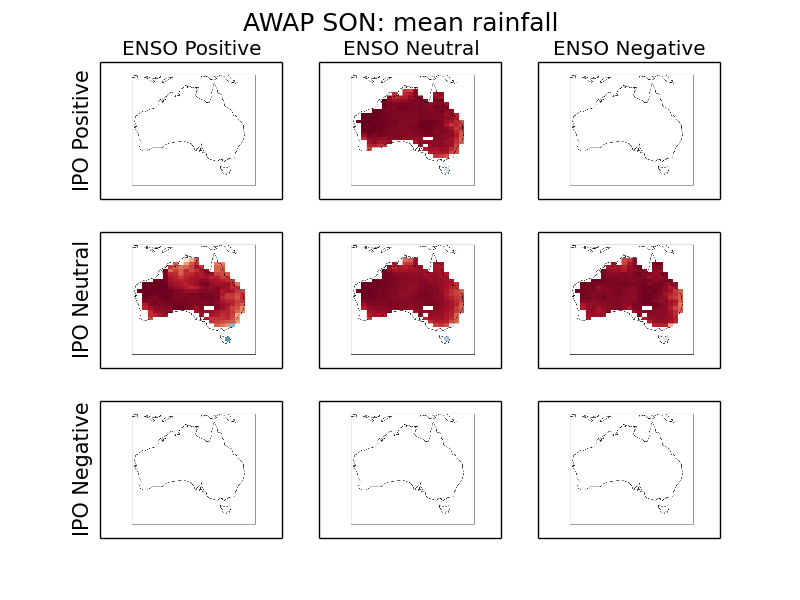 AWAP SON: mean rainfall
ENSO Positive ENSO Neutral ENSO Negative
IPO Positive
IPO Neutral
IPO Negative